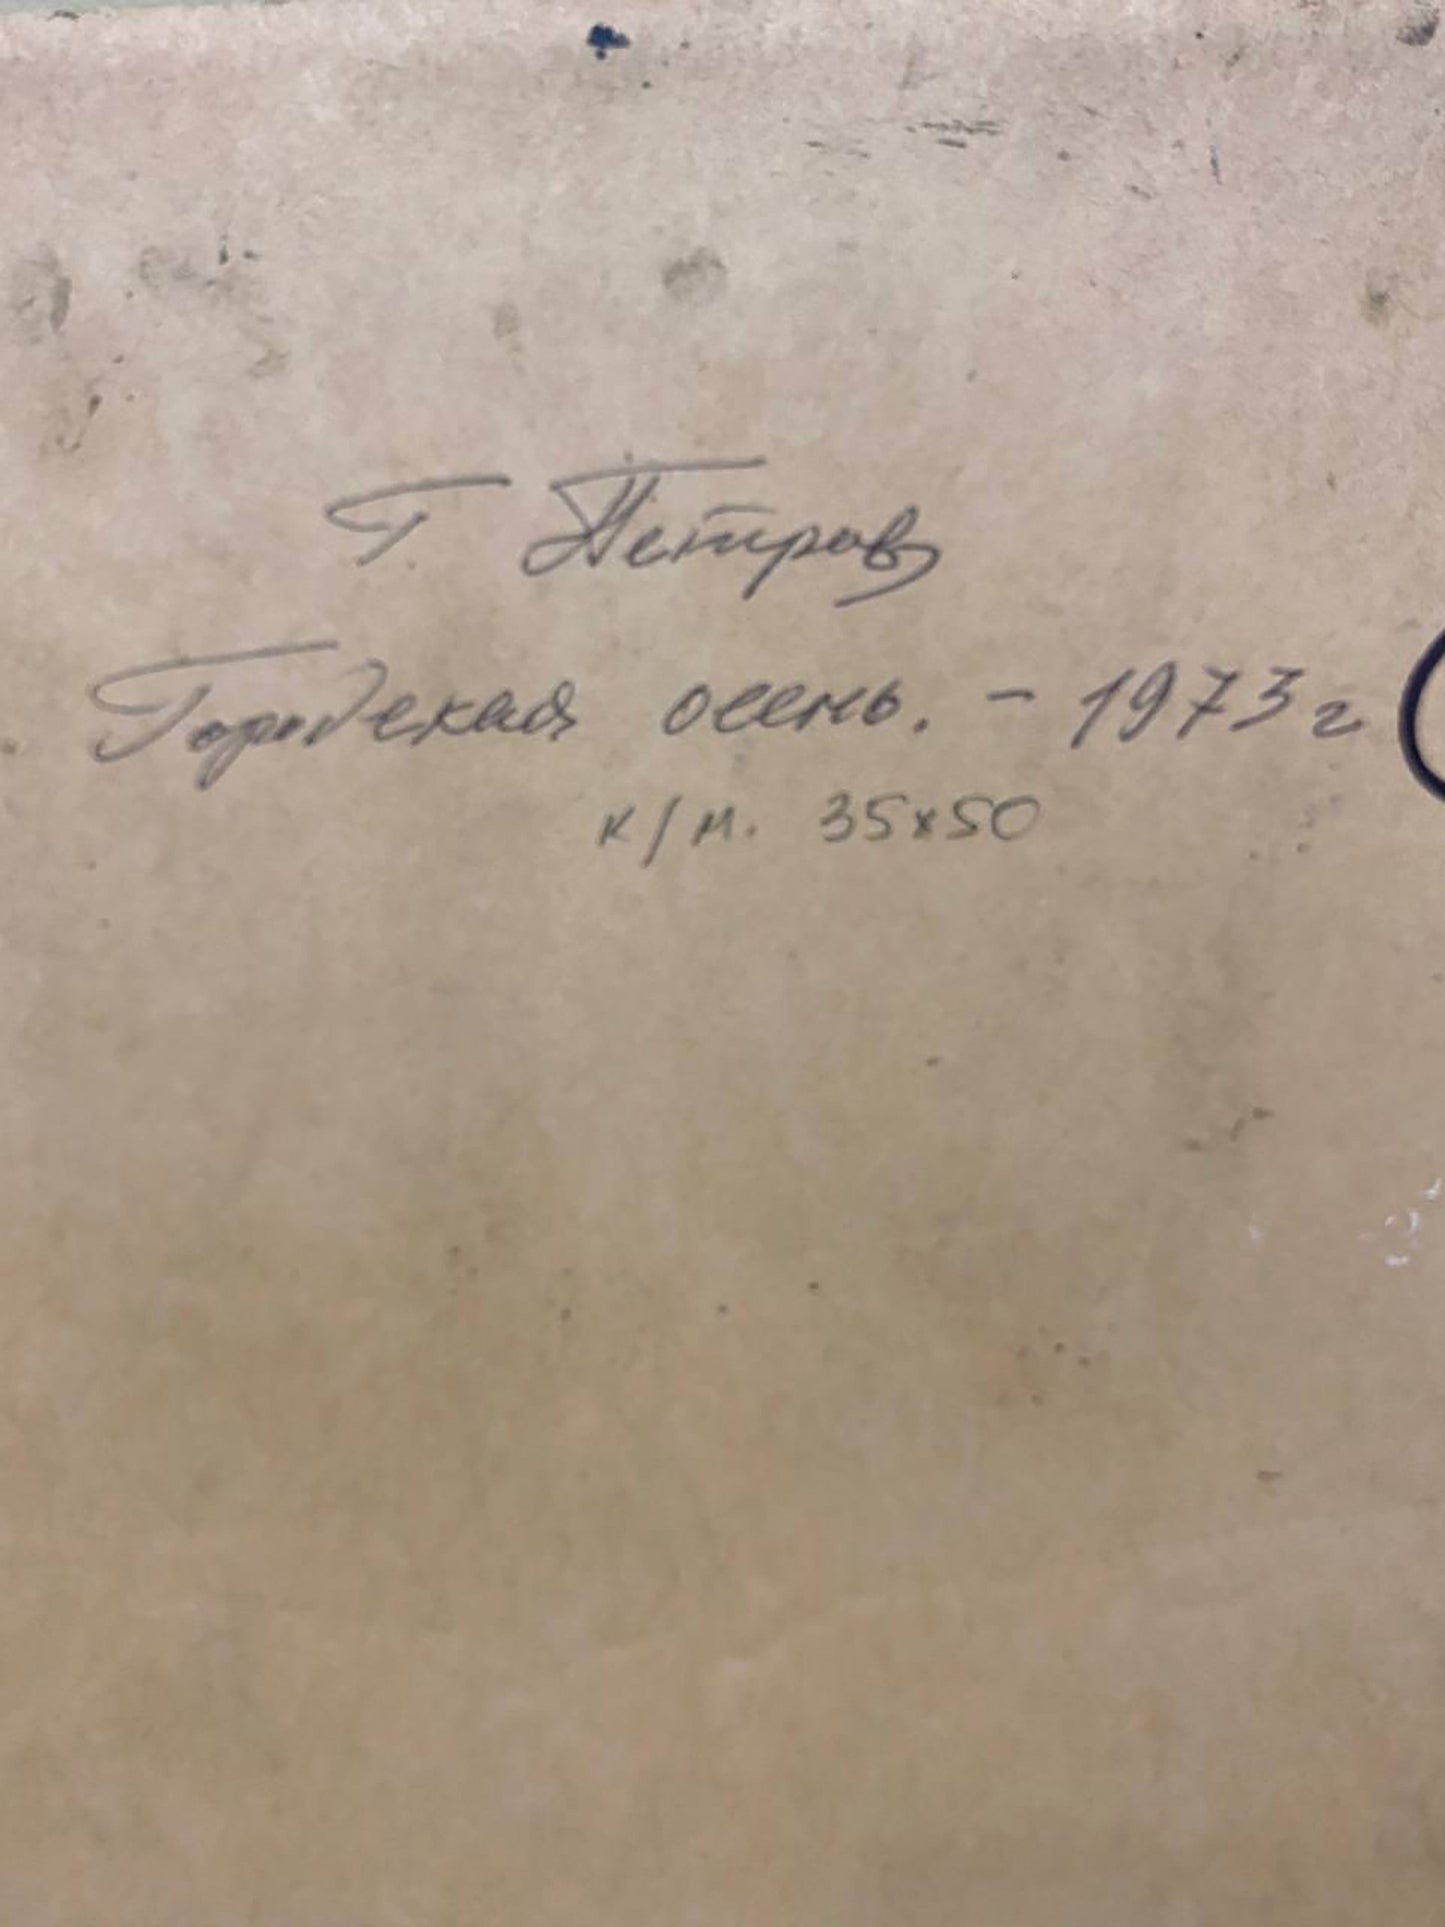 Г. Петров
Городская осень. - 1973 г
к/м. 35х50